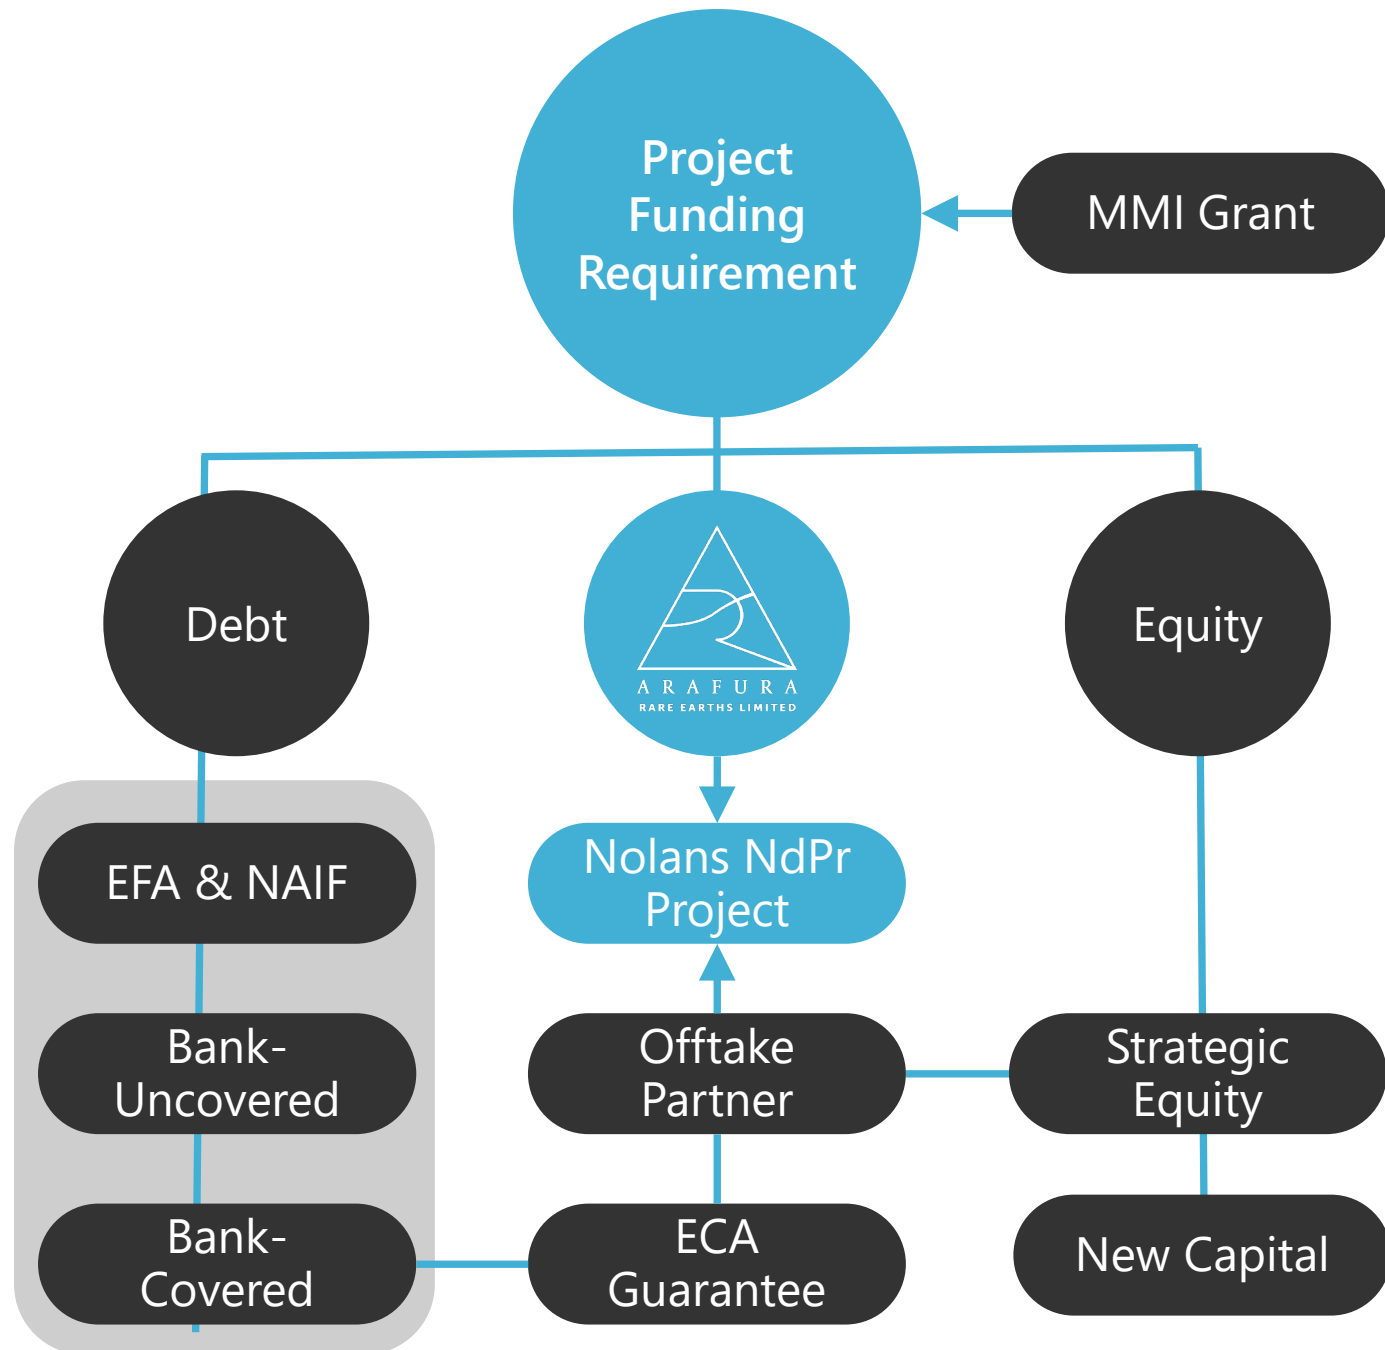 Project
Funding
Requirement
MMI Grant
Debt
ARAFURA
RARE EARTHS LIMITED
Equity
EFA & NAIF
Nolans NdPr
Project
Bank-
Uncovered
Offtake
Partner
Strategic
Equity
Bank-
Covered
ECA
Guarantee
New Capital